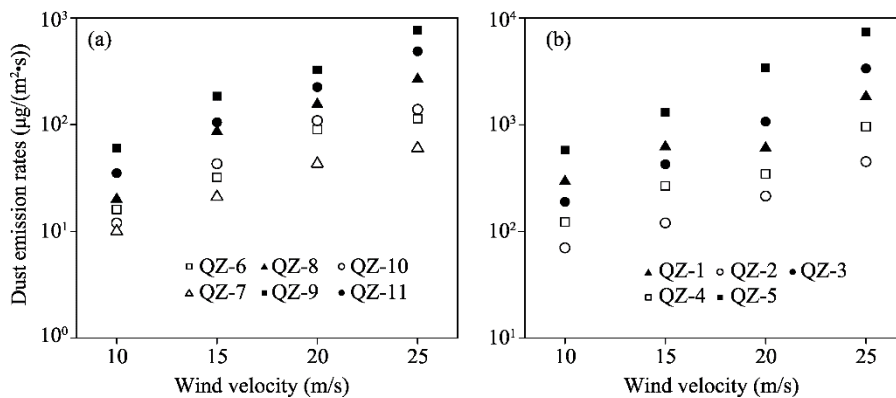 Dust emission rates (μg/(m²•s))
(a)
10³
10²
10¹
10⁰
10 15 20 25
Wind velocity (m/s)
QZ-6 QZ-8 QZ-10
QZ-7 QZ-9 QZ-11
(b)
10⁴
10³
10²
10¹
10 15 20 25
Wind velocity (m/s)
QZ-1 QZ-2 QZ-3
QZ-4 QZ-5